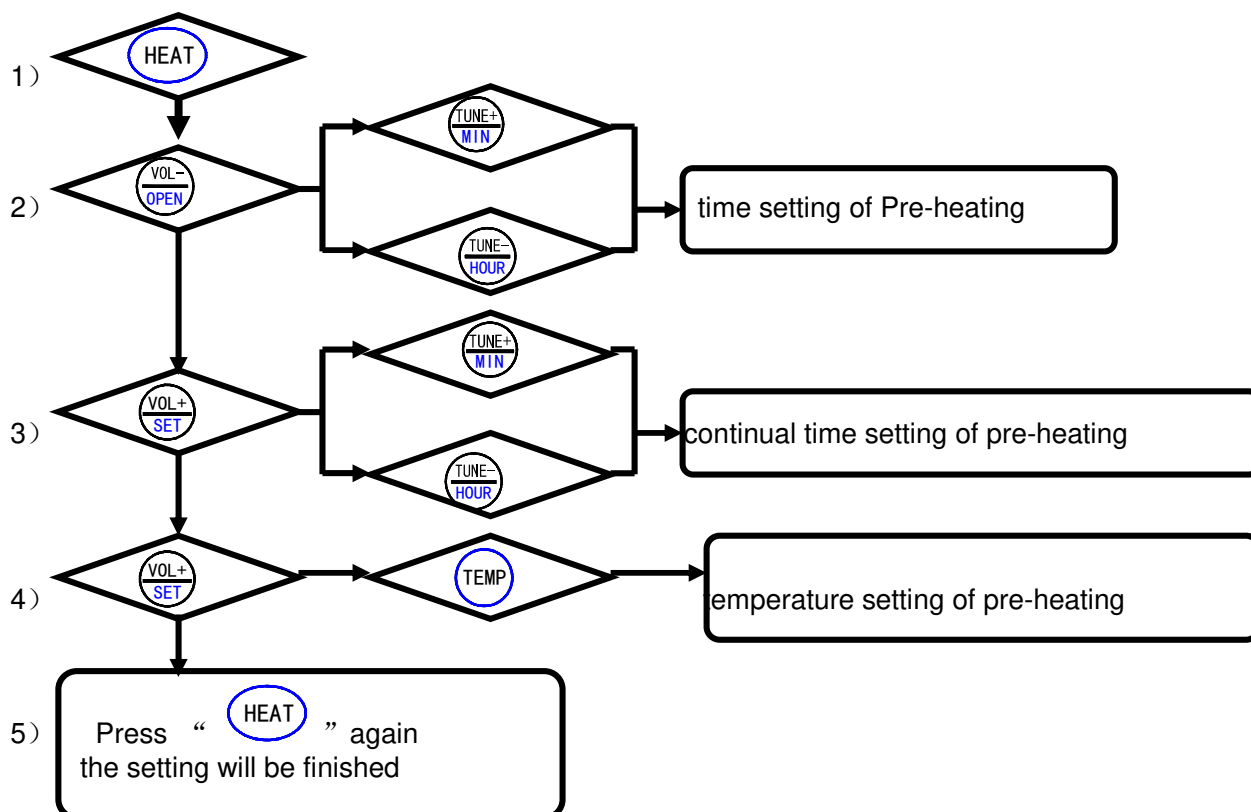 1） HEAT
TUNE+
MIN
2） VOL-
OPEN
time setting of Pre-heating
TUNE-
HOUR
TUNE+
MIN
3） VOL+
SET
continual time setting of pre-heating
TUNE-
HOUR
4） VOL+
SET
TEMP
temperature setting of pre-heating
5） Press “ HEAT ” again
the setting will be finished